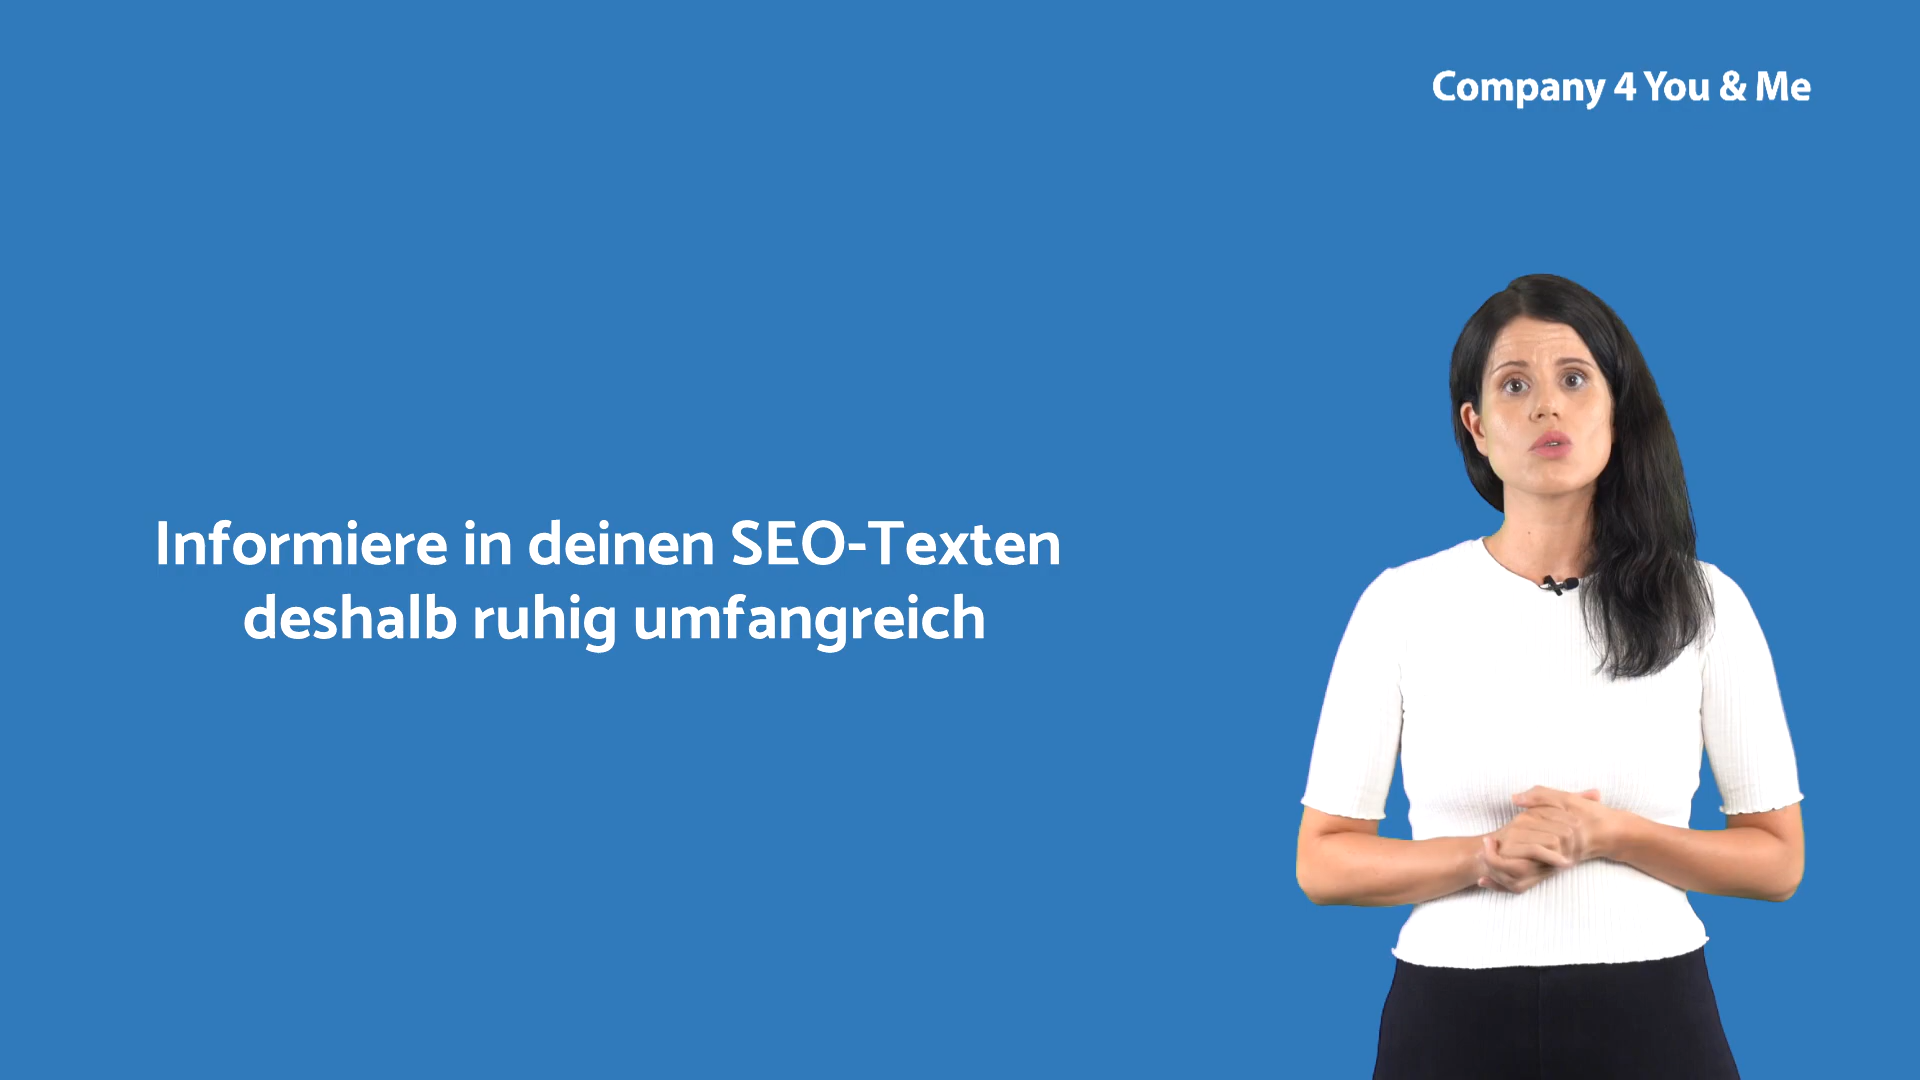 Company 4 You & Me
Informiere in deinen SEO-Texten
deshalb ruhig umfangreich